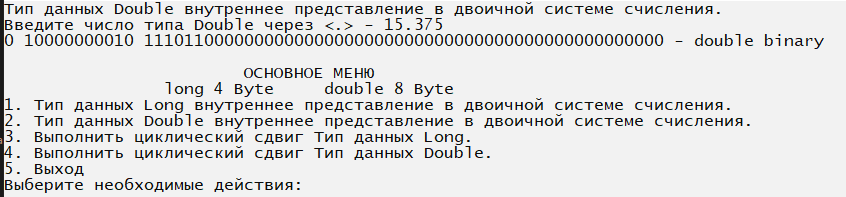 Тип данных Double внутреннее представление в двоичной системе счисления.
Введите число типа Double через <.> - 15.375
0 10000000010 1110110000000000000000000000000000000000000000000000 - double binary
ОСНОВНОЕ МЕНЮ
long 4 Byte double 8 Byte
1. Тип данных Long внутреннее представление в двоичной системе счисления.
2. Тип данных Double внутреннее представление в двоичной системе счисления.
3. Выполнить циклический сдвиг Тип данных Long.
4. Выполнить циклический сдвиг Тип данных Double.
5. Выход
Выберите необходимые действия: